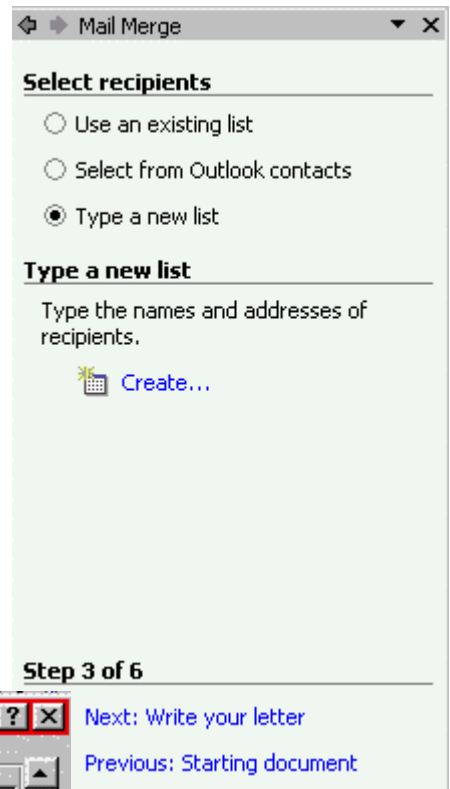 Mail Merge
Select recipients
Use an existing list
Select from Outlook contacts
Type a new list
Type a new list
Type the names and addresses of
recipients.
Create...
Step 3 of 6
?
Next: Write your letter
Previous: Starting document